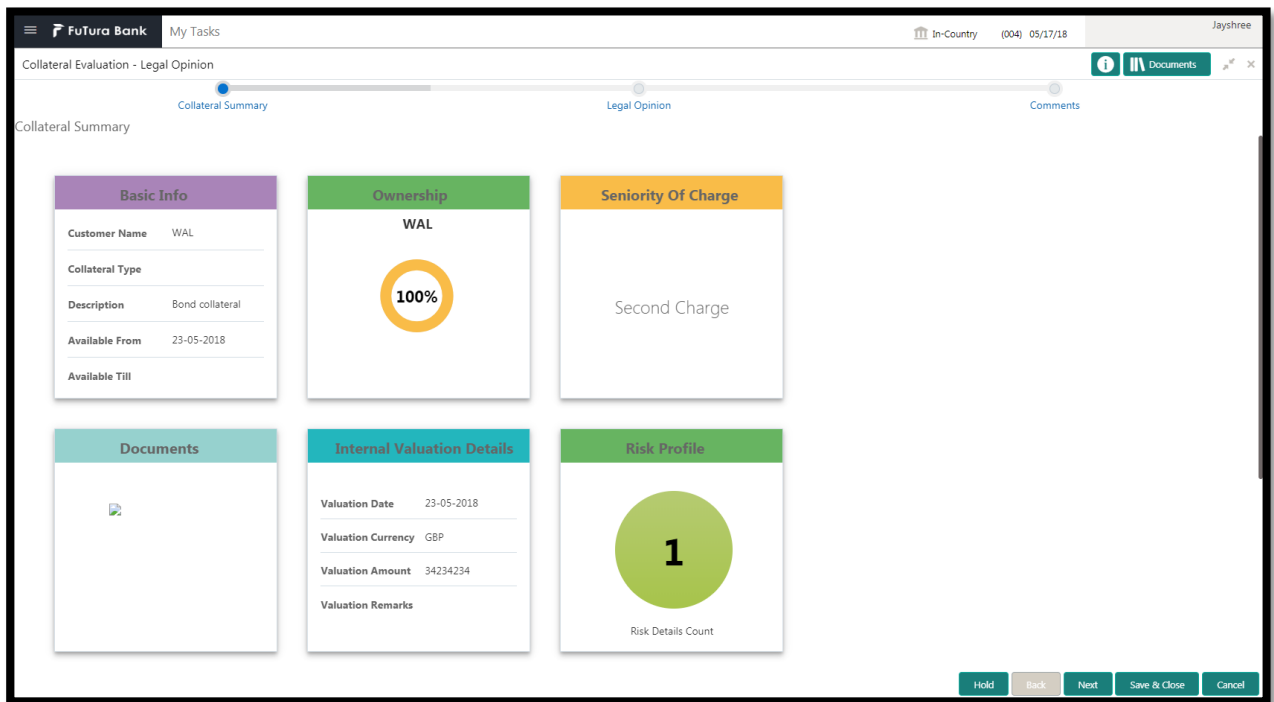 FuTura Bank
My Tasks
In-Country
(004) 05/17/18
Jayshree
Collateral Evaluation - Legal Opinion
i
Documents
Collateral Summary
Legal Opinion
Comments
Collateral Summary
Basic Info
Customer Name WAL
Collateral Type
Description Bond collateral
Available From 23-05-2018
Available Till
Ownership
WAL
100%
Seniority Of Charge
Second Charge
Documents
Internal Valuation Details
Valuation Date 23-05-2018
Valuation Currency GBP
Valuation Amount 34234234
Valuation Remarks
Risk Profile
1
Risk Details Count
Hold
Back
Next
Save & Close
Cancel